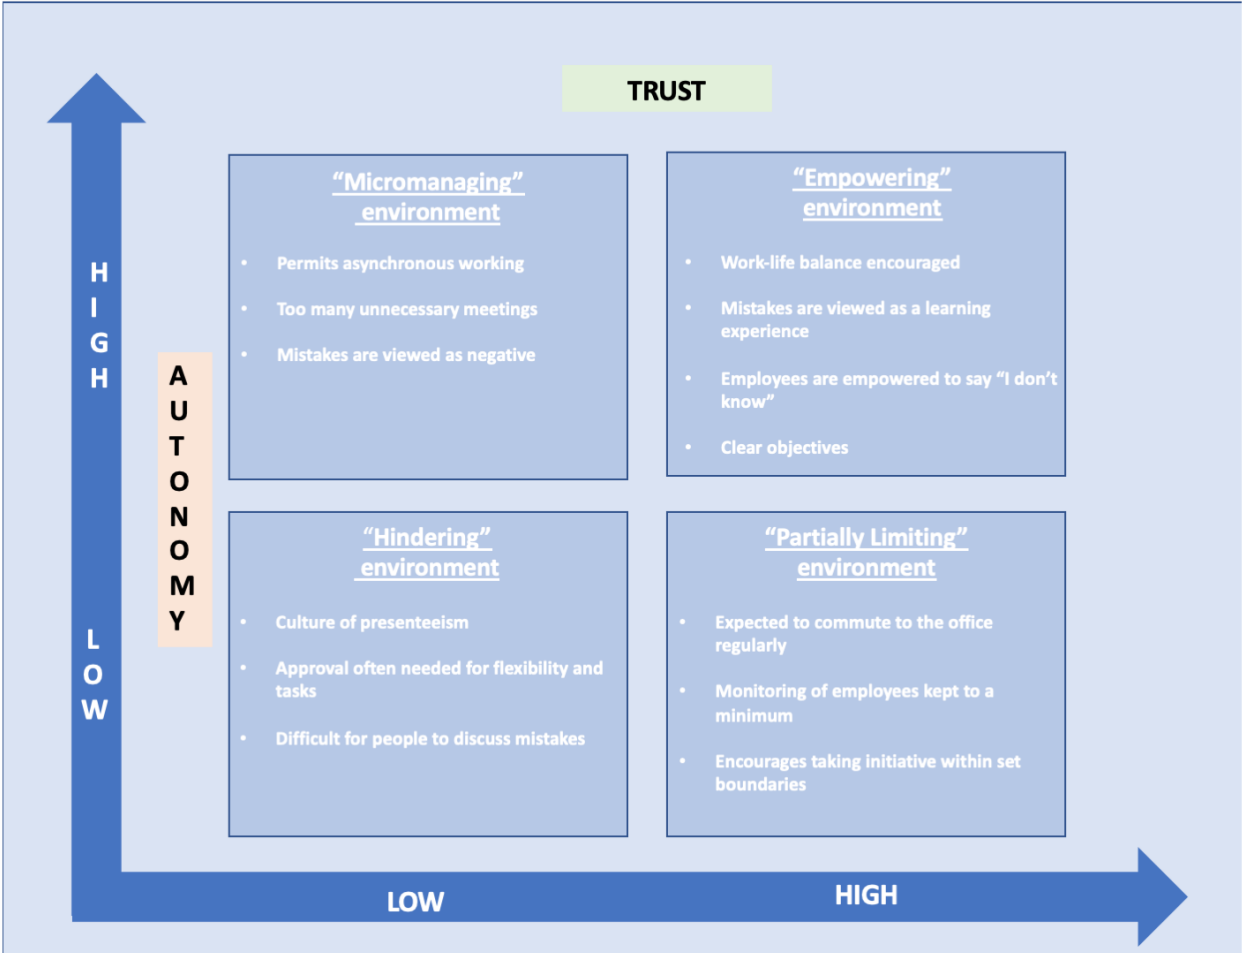 TRUST
“Micromanaging”
environment
• Permits asynchronous working
• Too many unnecessary meetings
• Mistakes are viewed as negative
“Empowering”
environment
• Work-life balance encouraged
• Mistakes are viewed as a learning
experience
• Employees are empowered to say “I don’t
know”
• Clear objectives
HIGH
AUTONOMY
LOW
“Hindering”
environment
• Culture of presenteeism
• Approval often needed for flexibility and
tasks
• Difficult for people to discuss mistakes
“Partially Limiting”
environment
• Expected to commute to the office
regularly
• Monitoring of employees kept to a
minimum
• Encourages taking initiative within set
boundaries
LOW
HIGH